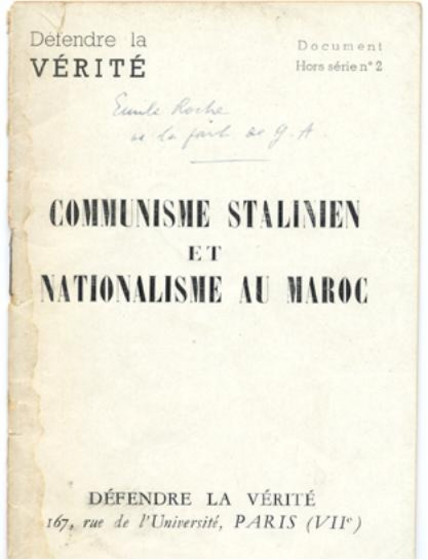 Défendre la
VÉRITÉ
Document
Hors série n° 2
Emile Roche
de la part de G. A.
COMMUNISME STALINIEN
ET
NATIONALISME AU MAROC
DÉFENDRE LA VÉRITÉ
167, rue de l'Université, PARIS (VIIe)